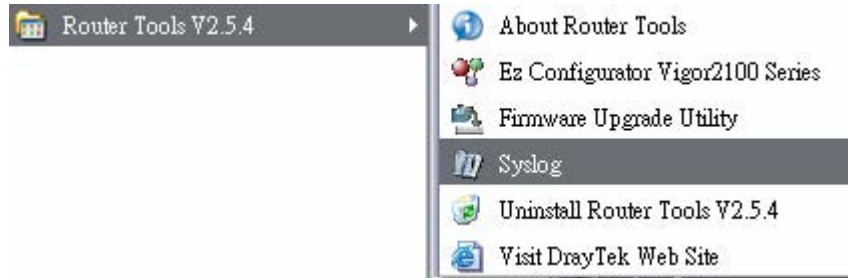 Router Tools V2.5.4
About Router Tools
Ez Configurator Vigor2100 Series
Firmware Upgrade Utility
Syslog
Uninstall Router Tools V2.5.4
Visit DrayTek Web Site